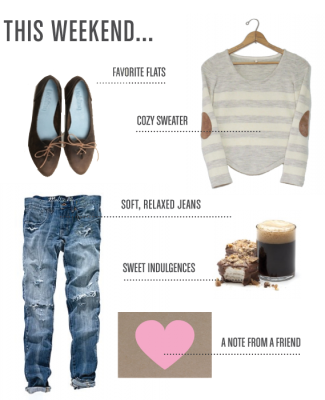 THIS WEEKEND...
FAVORITE FLATS
COZY SWEATER
SOFT, RELAXED JEANS
SWEET INDULGENCES
A NOTE FROM A FRIEND